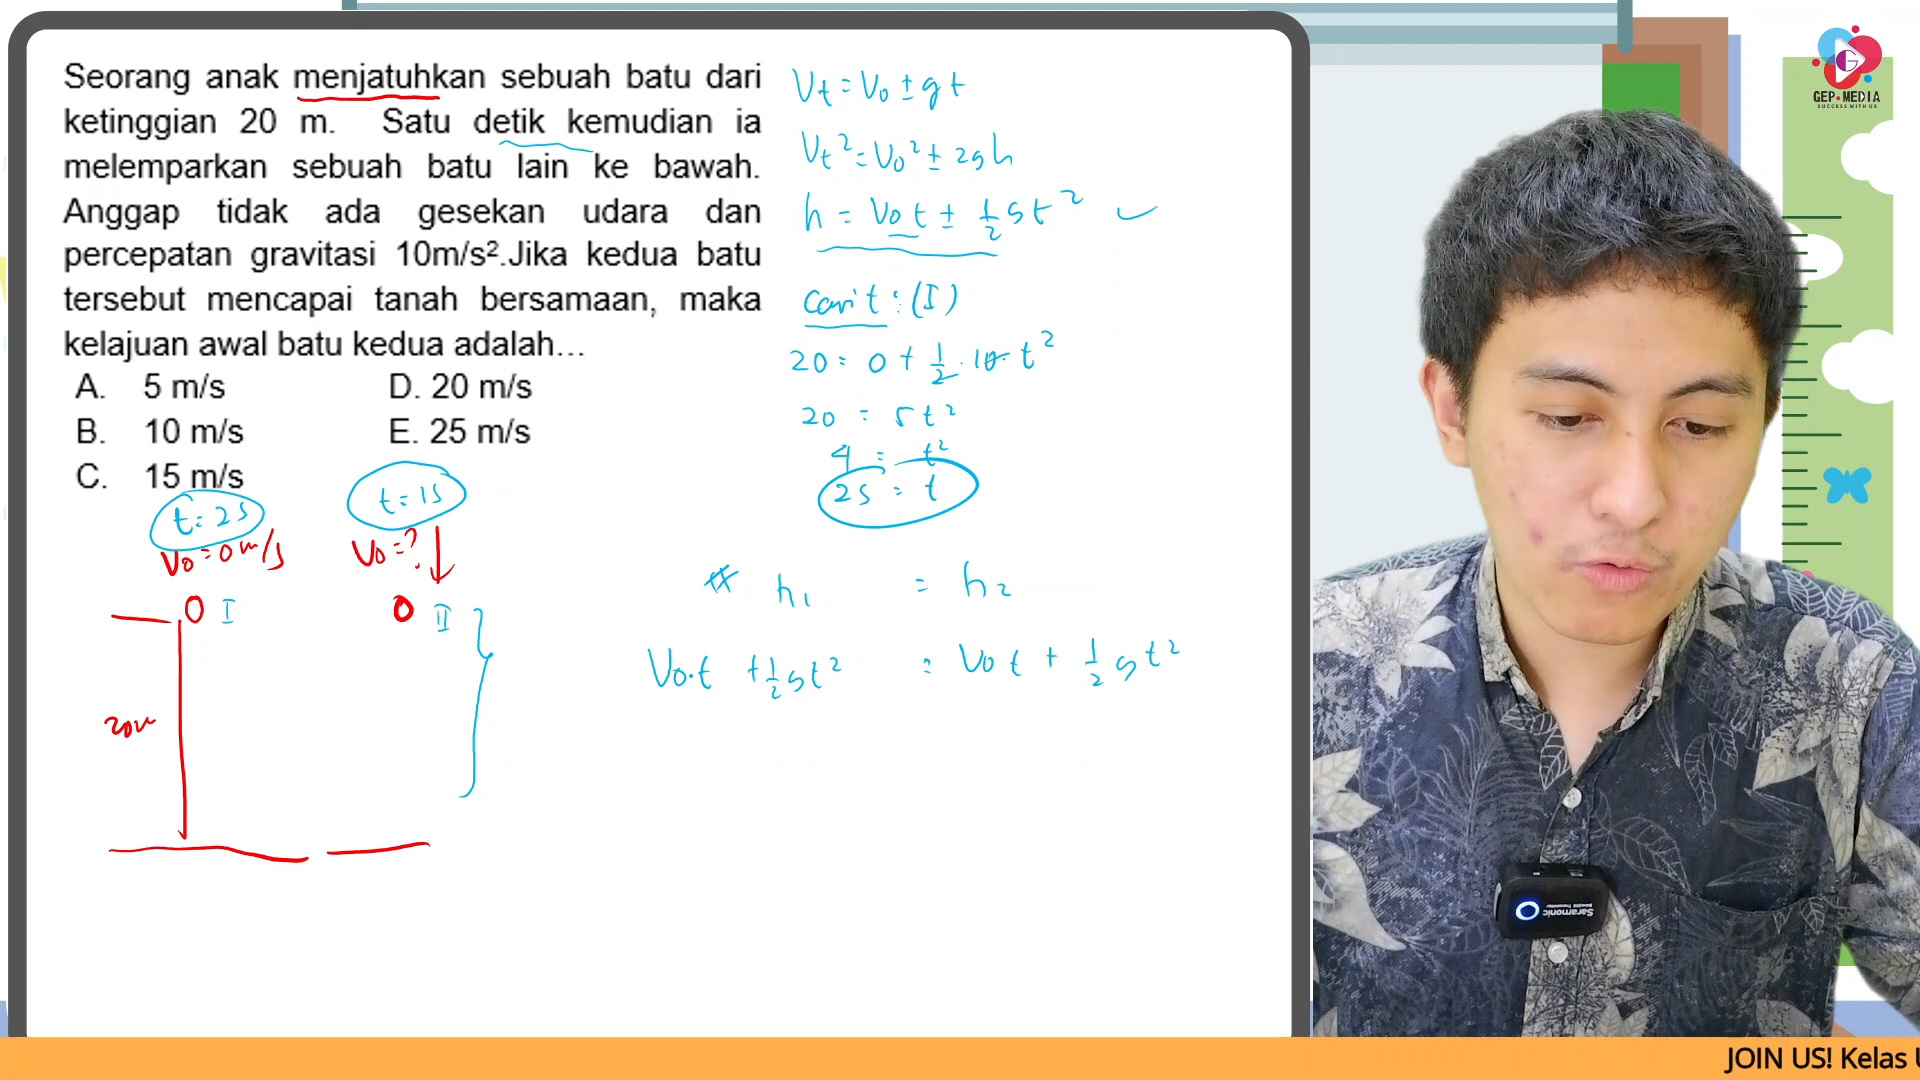 Seorang anak menjatuhkan sebuah batu dari
ketinggian 20 m. Satu detik kemudian ia
melemparkan sebuah batu lain ke bawah.
Anggap tidak ada gesekan udara dan
percepatan gravitasi 10m/s².Jika kedua batu
tersebut mencapai tanah bersamaan, maka
kelajuan awal batu kedua adalah...
A. 5 m/s
D. 20 m/s
B. 10 m/s
E. 25 m/s
C. 15 m/s
t = 2s
t = 1s
V₀ = 0 m/s
V₀ = ?
I
II
20m
Vt = V₀ ± gt
Vt² = V₀² ± 2gh
h = V₀t ± ½gt²
cari t : (I)
20 = 0 + ½ . 10 t²
20 = 5t²
4 = t²
2s = t
# h₁ = h₂
V₀.t + ½gt² = V₀t + ½gt²
GEP MEDIA
SUCCESS WITH US
G
Saramonic
JOIN US! Kelas